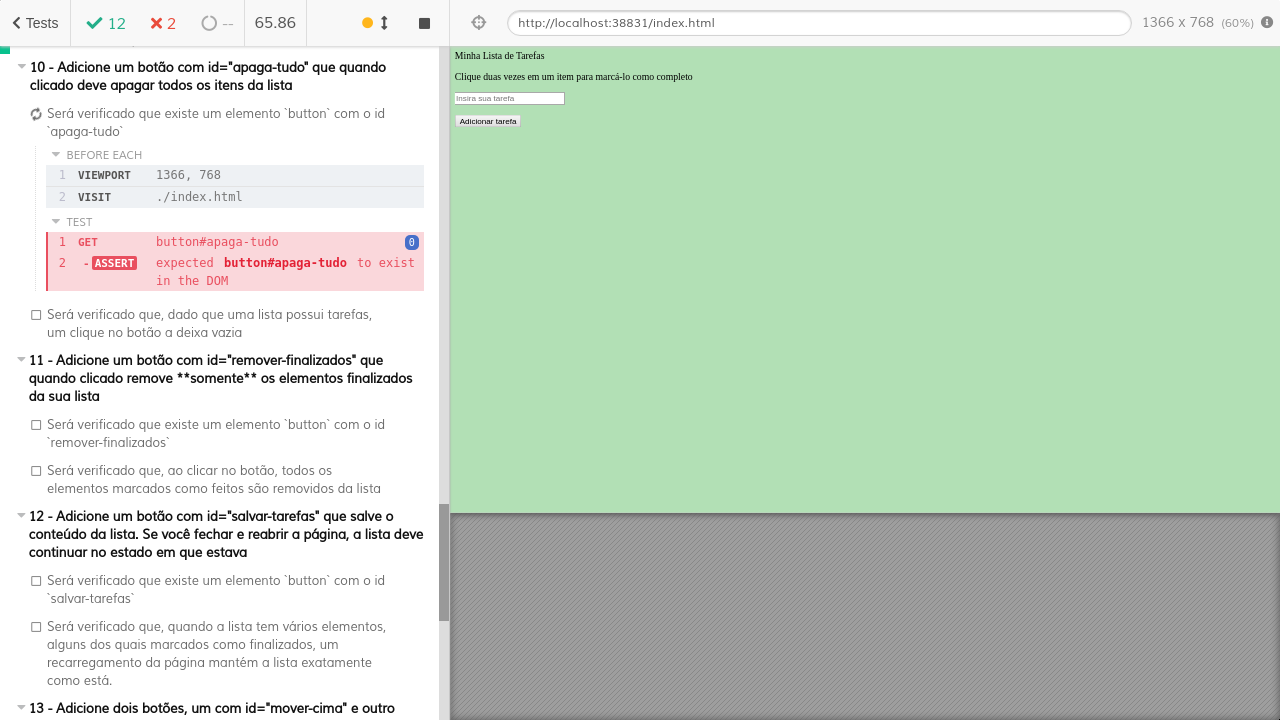 Tests 12 2 -- 65.86 http://localhost:38831/index.html 1366 x 768 (60%)
10 - Adicione um botão com id="apaga-tudo" que quando
clicado deve apagar todos os itens da lista
Será verificado que existe um elemento `button` com o id
`apaga-tudo`
BEFORE EACH
1 VIEWPORT 1366, 768
2 VISIT ./index.html
TEST
1 GET button#apaga-tudo 0
2 -ASSERT expected button#apaga-tudo to exist
in the DOM
Será verificado que, dado que uma lista possui tarefas,
um clique no botão a deixa vazia
11 - Adicione um botão com id="remover-finalizados" que
quando clicado remove **somente** os elementos finalizados
da sua lista
Será verificado que existe um elemento `button` com o id
`remover-finalizados`
Será verificado que, ao clicar no botão, todos os
elementos marcados como feitos são removidos da lista
12 - Adicione um botão com id="salvar-tarefas" que salve o
conteúdo da lista. Se você fechar e reabrir a página, a lista deve
continuar no estado em que estava
Será verificado que existe um elemento `button` com o id
`salvar-tarefas`
Será verificado que, quando a lista tem vários elementos,
alguns dos quais marcados como finalizados, um
recarregamento da página mantém a lista exatamente
como está.
13 - Adicione dois botões, um com id="mover-cima" e outro
Minha Lista de Tarefas
Clique duas vezes em um item para marcá-lo como completo
Insira sua tarefa
Adicionar tarefa